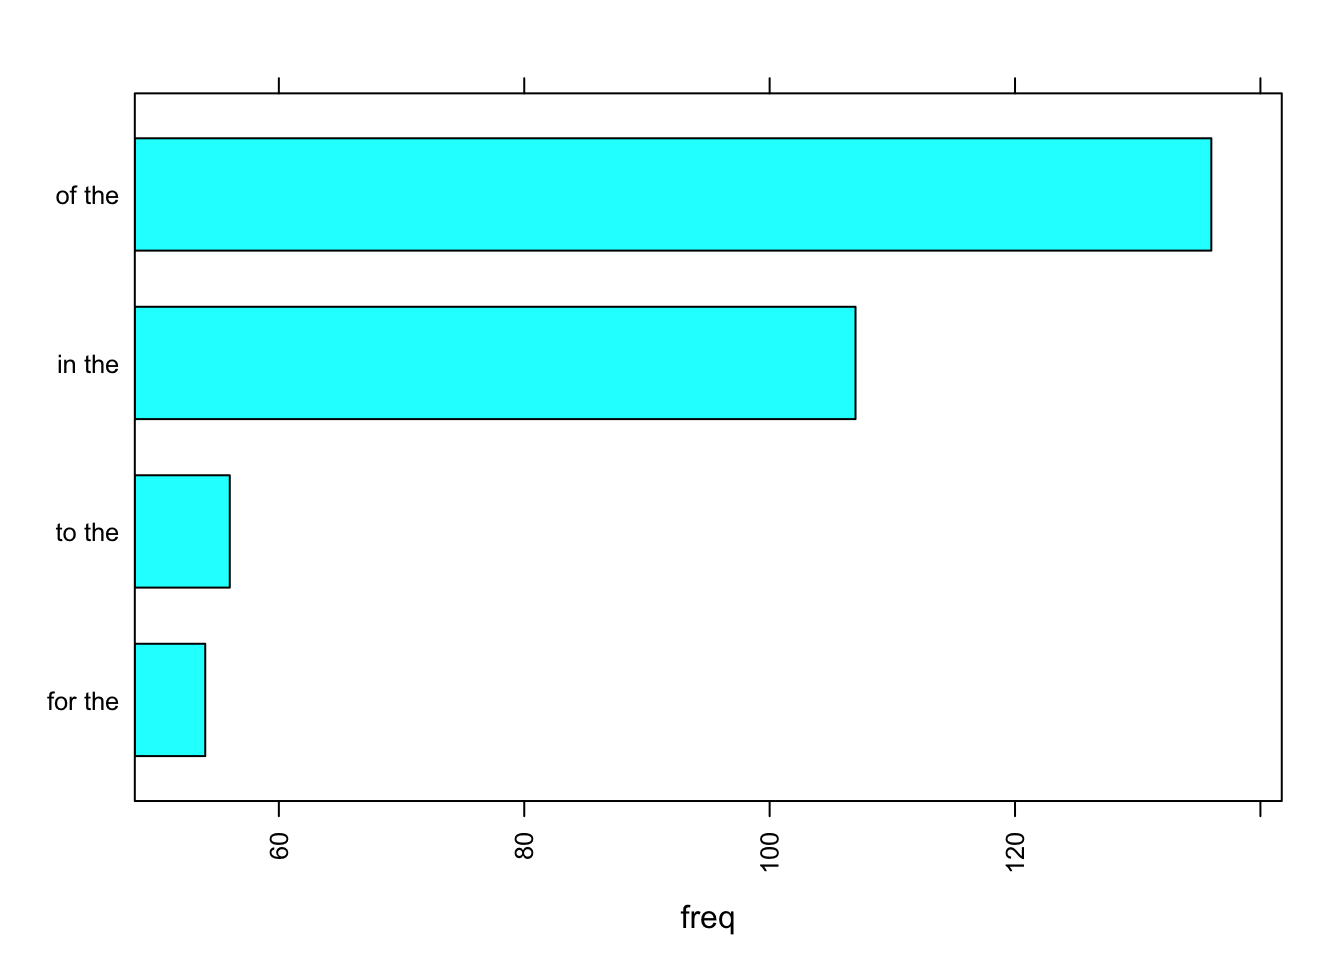 of the
in the
to the
for the
60
80
100
120
freq